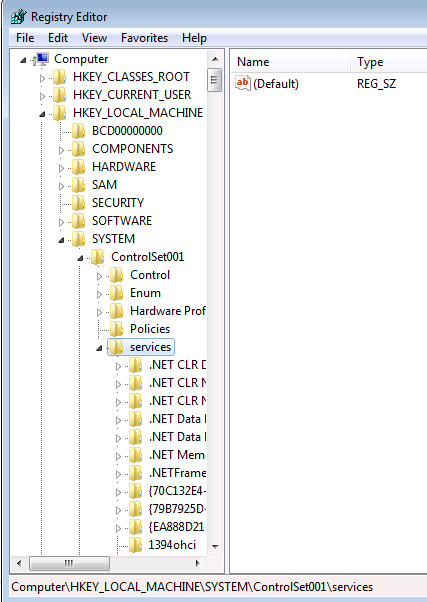 Registry Editor
File Edit View Favorites Help
Computer
HKEY_CLASSES_ROOT
HKEY_CURRENT_USER
HKEY_LOCAL_MACHINE
BCD00000000
COMPONENTS
HARDWARE
SAM
SECURITY
SOFTWARE
SYSTEM
ControlSet001
Control
Enum
Hardware Prof
Policies
services
.NET CLR D
.NET CLR N
.NET CLR N
.NET Data
.NET Data
.NET Mem
.NETFrame
{70C132E4-
{79B7925D-
{EA888D21
1394ohci
Name Type
ab (Default) REG_SZ
Computer\HKEY_LOCAL_MACHINE\SYSTEM\ControlSet001\services